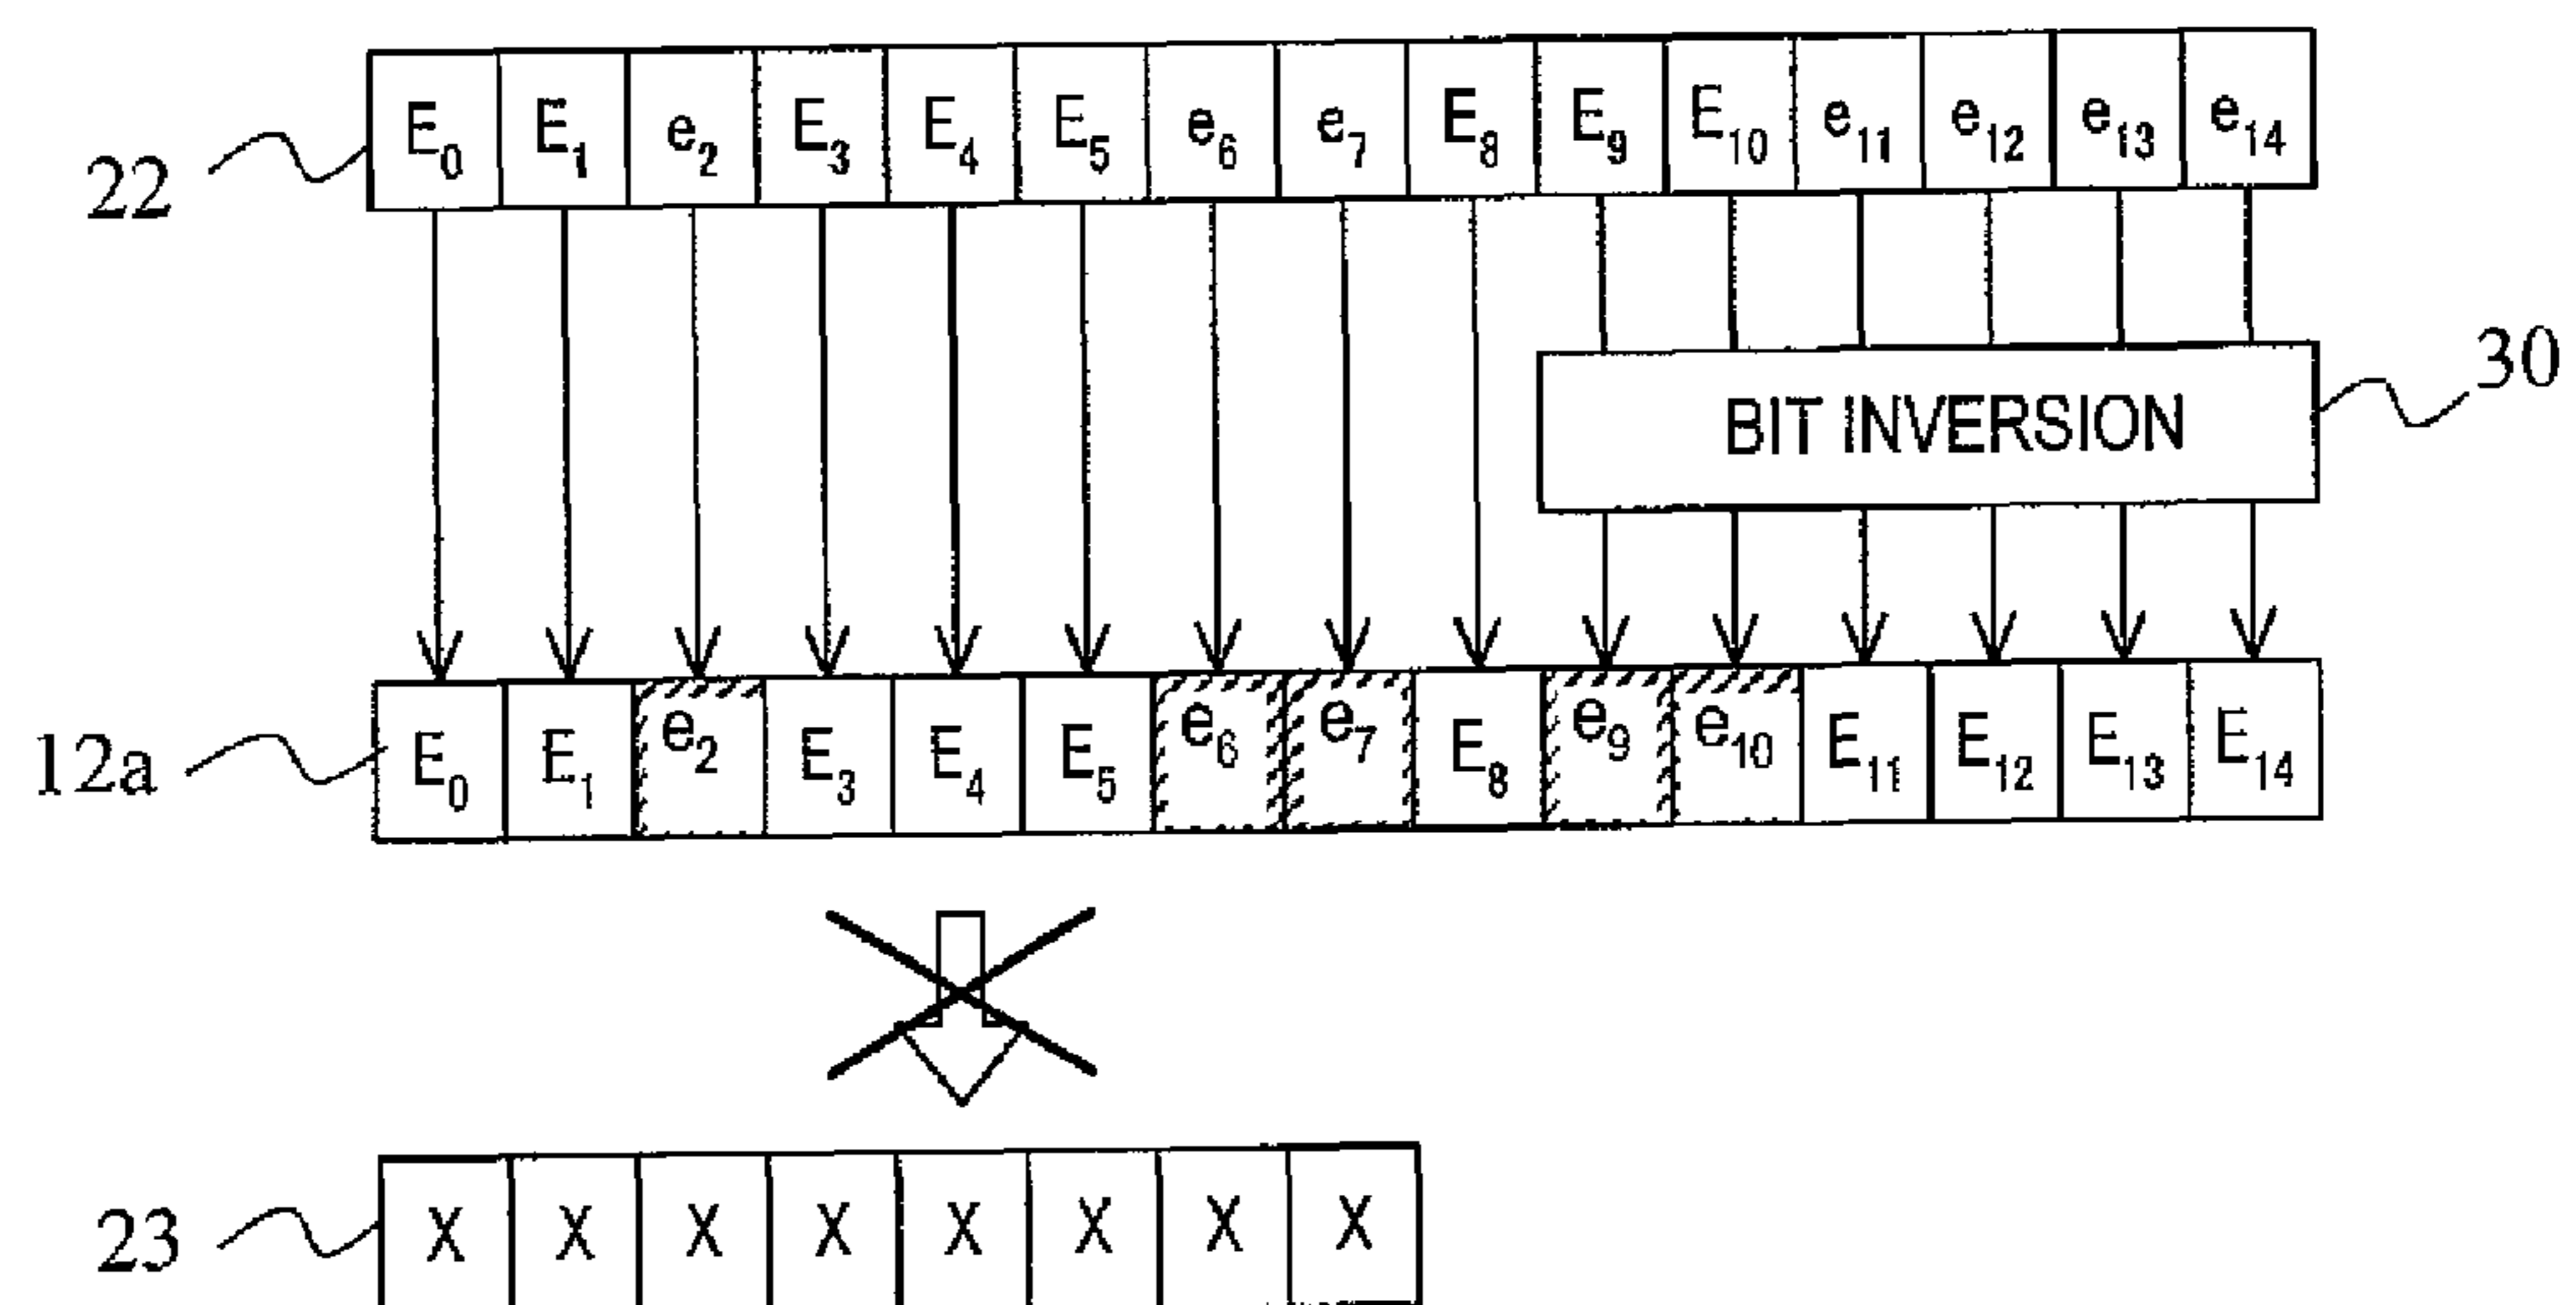 22 E₀ E₁ e₂ E₃ E₄ E₅ e₆ e₇ E₈ E₉ E₁₀ e₁₁ e₁₂ e₁₃ e₁₄
BIT INVERSION 30
12a E₀ E₁ e₂ E₃ E₄ E₅ e₆ e₇ E₈ e₉ e₁₀ E₁₁ E₁₂ E₁₃ E₁₄
23 X X X X X X X X